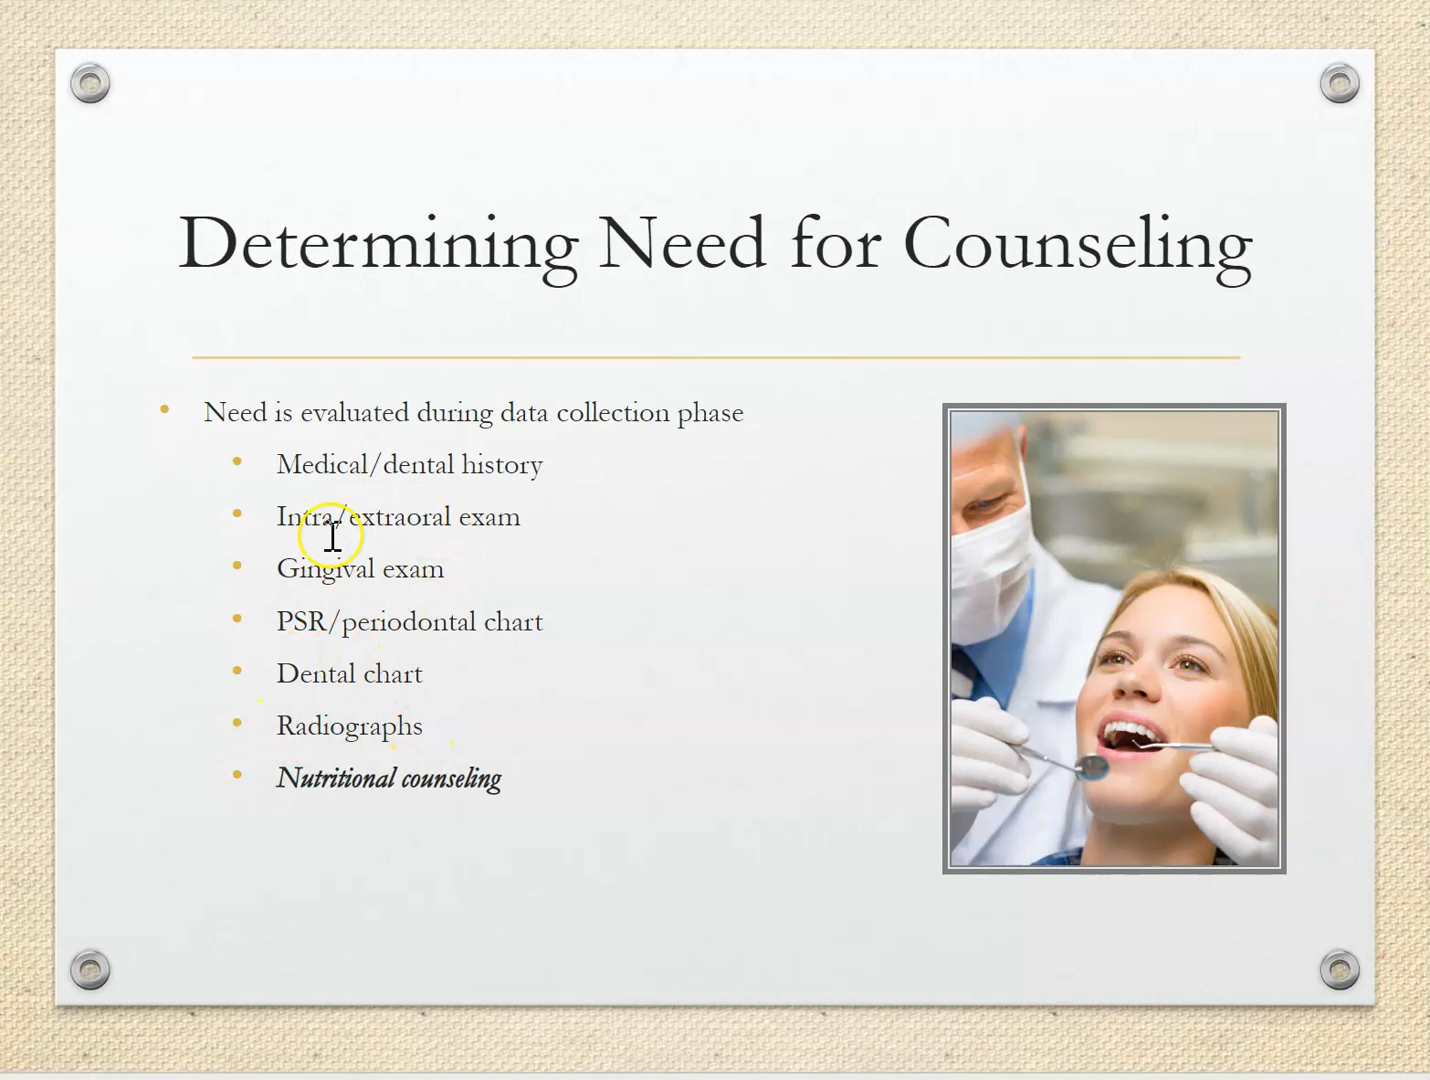 Determining Need for Counseling
Need is evaluated during data collection phase
Medical/dental history
Intra/extraoral exam
Gingival exam
PSR/periodontal chart
Dental chart
Radiographs
Nutritional counseling